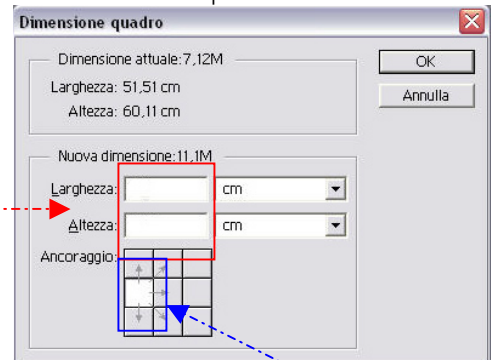 Dimensione quadro
Dimensione attuale:7,12M
OK
Larghezza: 51,51 cm
Annulla
Altezza: 60,11 cm
Nuova dimensione:11,1M
Larghezza: cm
Altezza: cm
Ancoraggio: